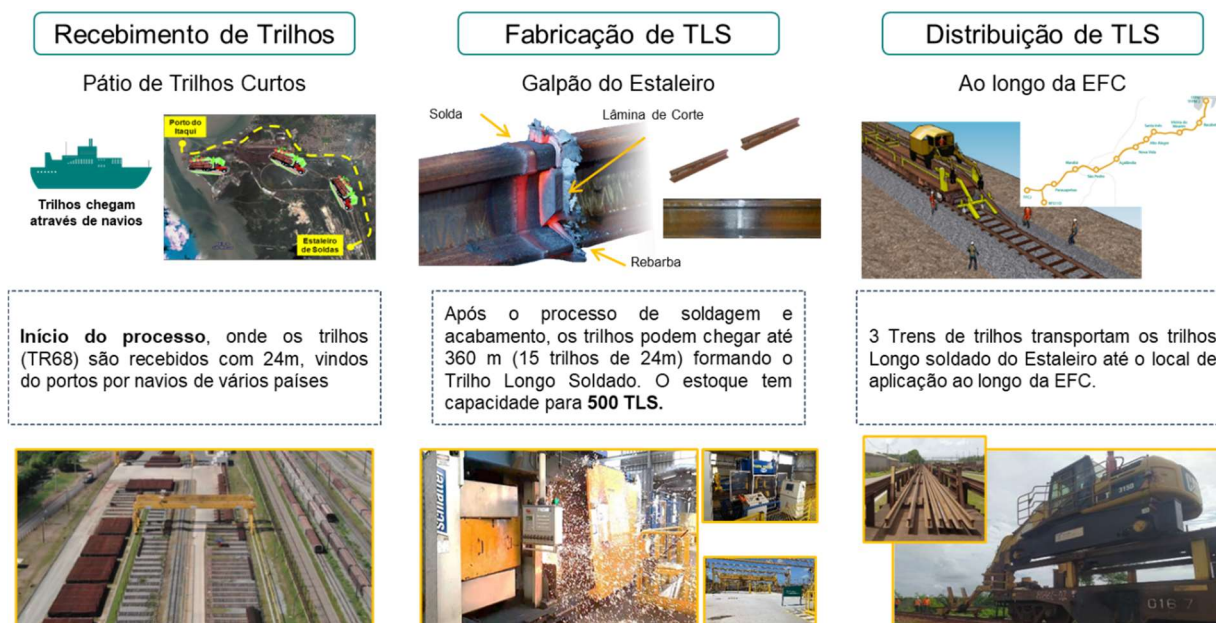 Recebimento de Trilhos
Pátio de Trilhos Curtos
Porto do
Itaqui
Trilhos chegam
através de navios
Estaleiro
de Soldas
Início do processo, onde os trilhos
(TR68) são recebidos com 24m, vindos
do portos por navios de vários países
Fabricação de TLS
Galpão do Estaleiro
Solda
Lâmina de Corte
Rebarba
Após o processo de soldagem e
acabamento, os trilhos podem chegar até
360 m (15 trilhos de 24m) formando o
Trilho Longo Soldado. O estoque tem
capacidade para 500 TLS.
schlatter
Distribuição de TLS
Ao longo da EFC
3 Trens de trilhos transportam os trilhos
Longo soldado do Estaleiro até o local de
aplicação ao longo da EFC.